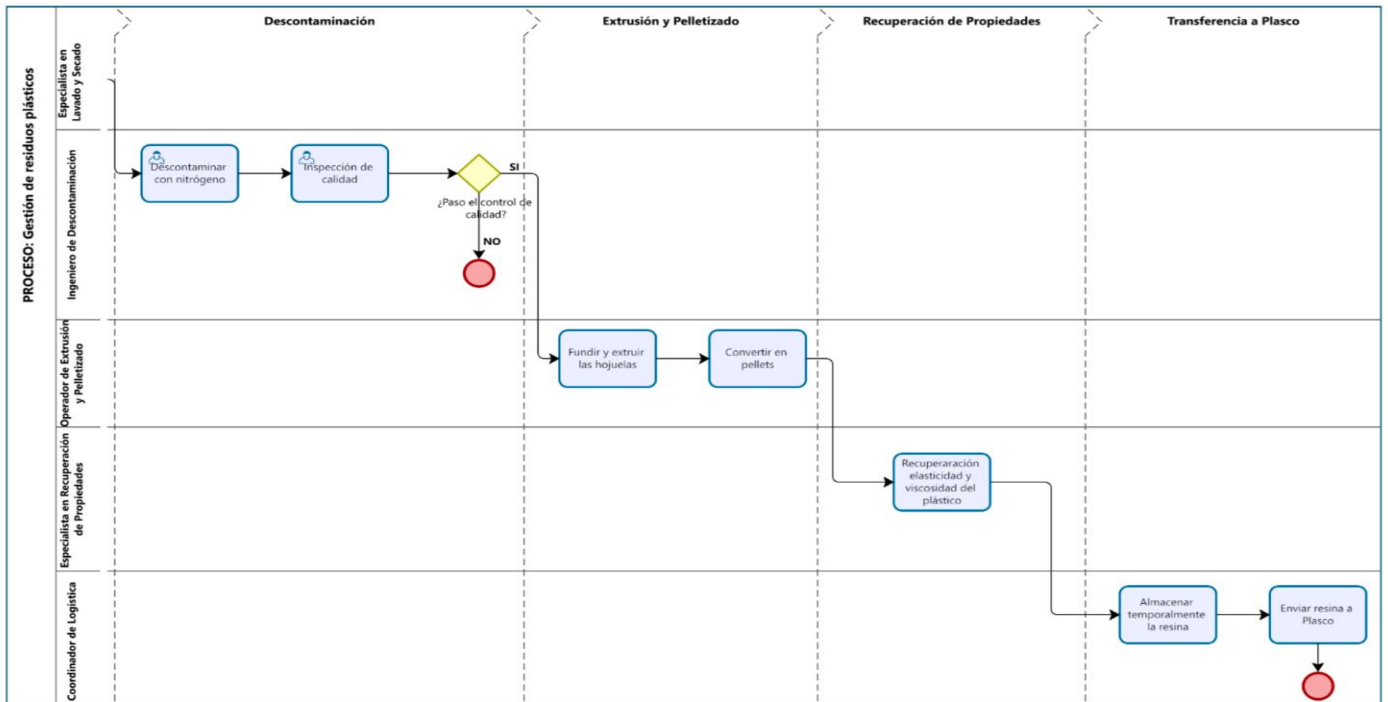 Descontaminación
Extrusión y Pelletizado
Recuperación de Propiedades
Transferencia a Plasco
PROCESO: Gestión de residuos plásticos
Especialista en
Lavado y Secado
Ingeniero de Descontaminación
Descontaminar
con nitrógeno
Inspección de
calidad
SI
¿Paso el control de
calidad?
NO
Operador de Extrusión
y Pelletizado
Fundir y extruir
las hojuelas
Convertir en
pellets
Especialista en Recuperación
de Propiedades
Recuperaración
elasticidad y
viscosidad del
plástico
Coordinador de Logística
Almacenar
temporalmente
la resina
Enviar resina a
Plasco